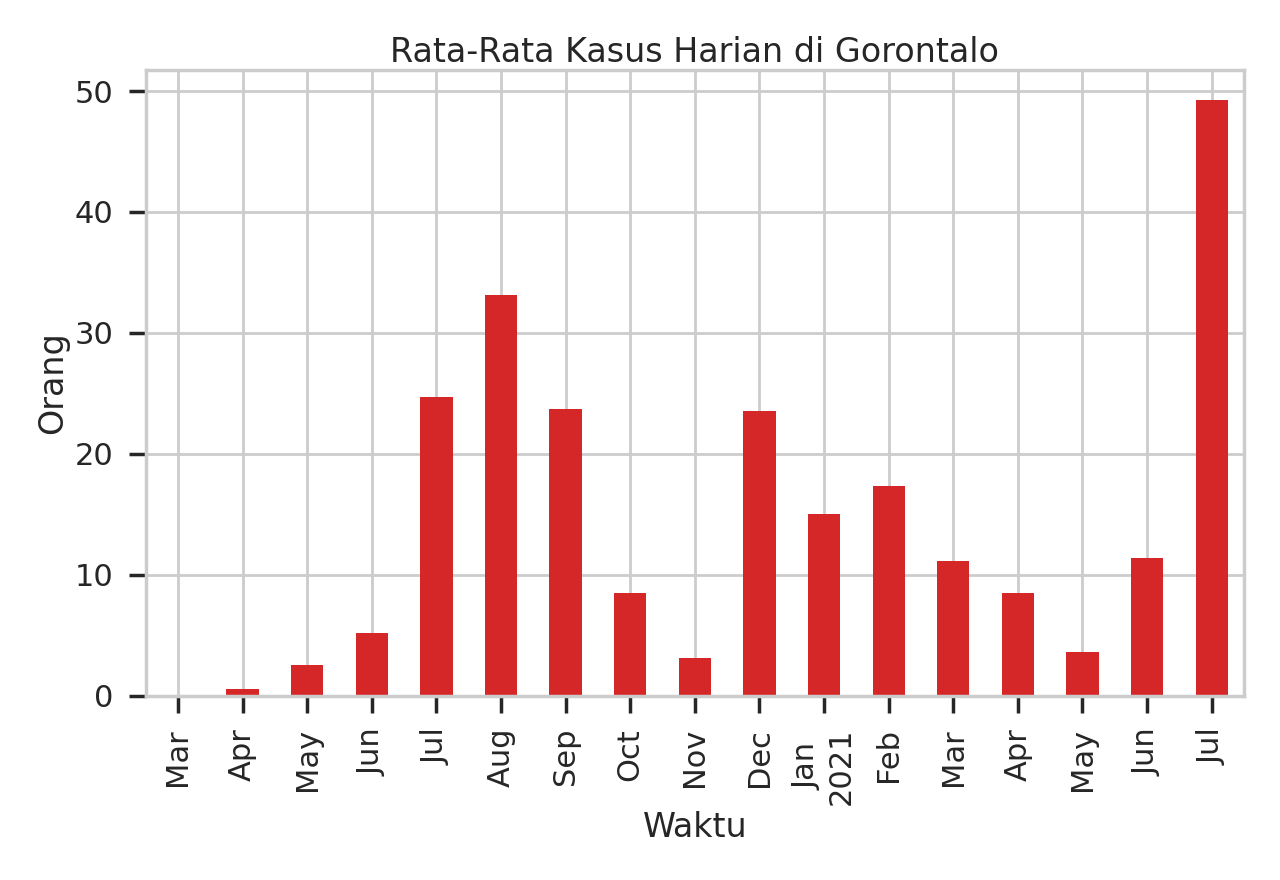 Rata-Rata Kasus Harian di Gorontalo
50
40
30
20
10
0
Orang
Mar
Apr
May
Jun
Jul
Aug
Sep
Oct
Nov
Dec
Jan
2021
Feb
Mar
Apr
May
Jun
Jul
Waktu